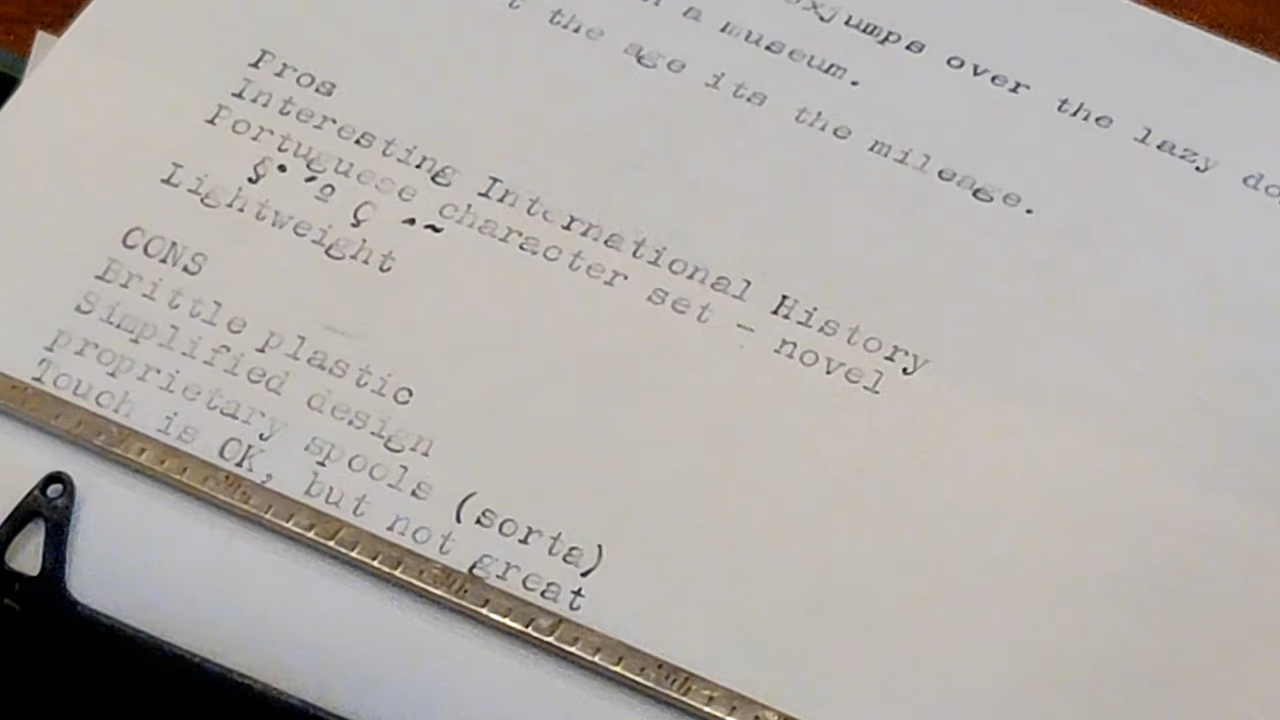 jumps over the lazy
a museum.
the age its the mileage.
Pros
Interesting International History
Portuguese character set - novel
§•´º Ç ^~
Lightweight
CONS
Brittle plastic
Simplified design
proprietary spools (sorta)
Touch is OK, but not great